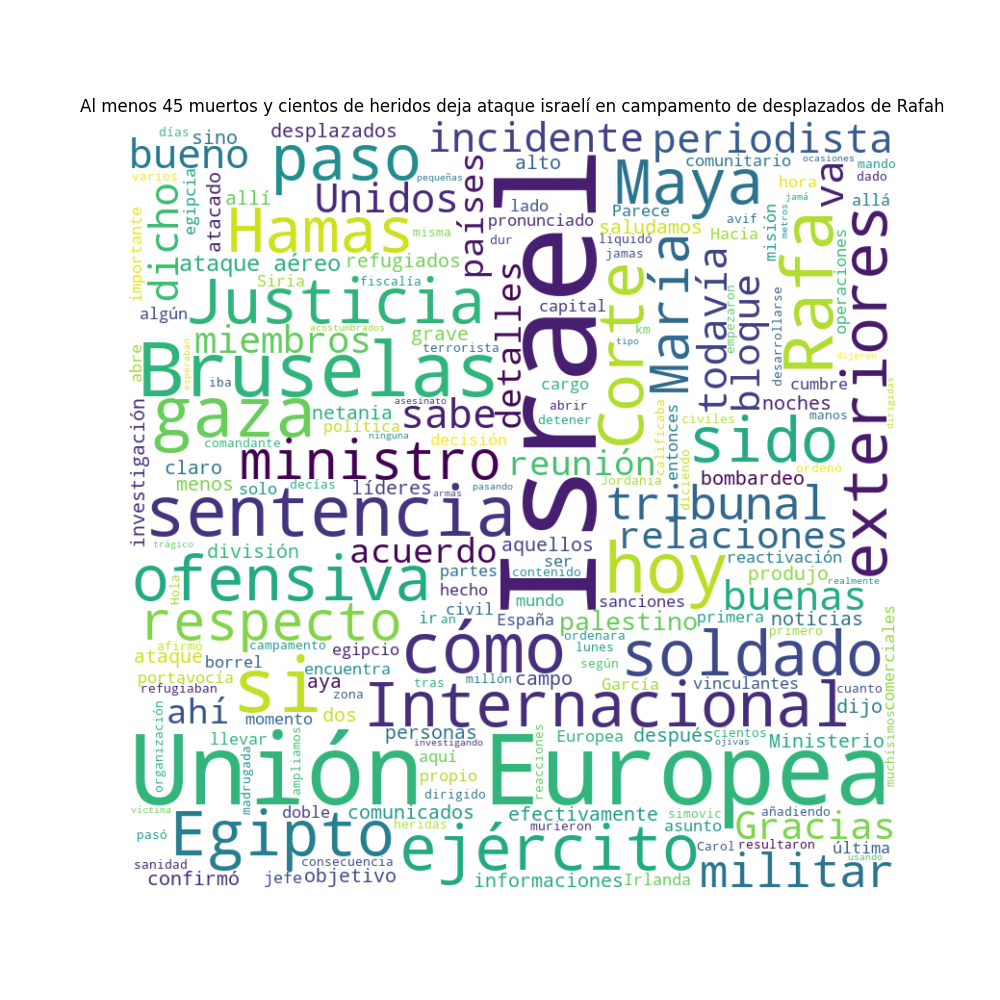 Al menos 45 muertos y cientos de heridos deja ataque israelí en campamento de desplazados de Rafah
días
sino
desplazados
incidente
periodista
bueno
paso
alto
comunitario
ocasiones
mando
varios
egipcia
atacado
pequeñas
Unidos
países
Israel
Maya
hora
dado
va
allá
dicho
allí
Hamas
misma
lado
pronunciado
Parece
saludamos
avif
Hacia
misión
metros
jamá
importante
ataque aéreo
refugiados
dur
liquidó
jamas
María
todavía
bloque
Rafa
operaciones
exteriores
Siria
fiscalía
detalles
capital
corte
algún
Justicia
acostumbrados
miembros
grave
terrorista
km
tipo
empezaron
desarrollarse
dijeron
abre
esperaban
Bruselas
iba
cargo
cumbre
dirigidas
gaza
netania
asesinato
sabe
abrir
noches
manos
investigación
política
detener
entonces
civiles
comandante
ninguna
decisión
calificaba
diciendo
sido
claro
ministro
reunión
ordenó
menos
solo
decías
líderes
armas
pasando
Jordania
bombardeo
sentencia
tribunal
trágico
división
acuerdo
aquellos
relaciones
ser
reactivación
ofensiva
partes
contenido
hoy
produjo
realmente
Hola
hecho
mundo
sanciones
buenas
respecto
ir
an
civil
España
palestino
primera
noticias
afirmó
campamento
egipcio
cómo
ordenara
primero
comerciales
ataque
borrel
encuentra
lunes
según
soldado
portavocía
si
aya
tras
millón
campo
refugiaban
zona
García
vinculantes
cuanto
ahí
momento
dos
Internacional
dijo
organización
llevar
madrugada
ampliamos
personas
investigando
reacciones
Europea
después
cientos
Ministerio
muchísimos
aquí
ojivas
Unión Europea
propio
dirigido
víctima
doble
comunicados
efectivamente
simovic
añadiendo
pasó
Egipto
heridas
murieron
asunto
Gracias
ejército
Carol
resultaron
última
sanidad
consecuencia
usando
confirmó
jefe
objetivo
informaciones
Irlanda
militar